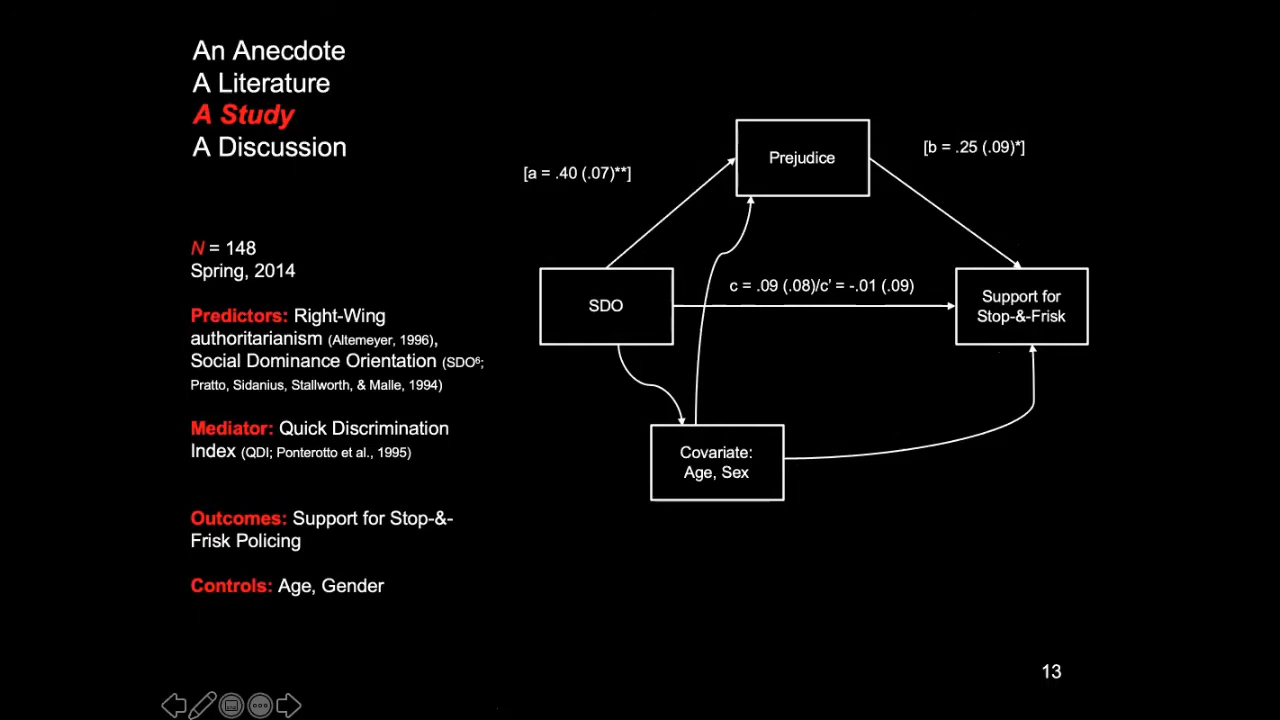 An Anecdote
A Literature
A Study
A Discussion
N = 148
Spring, 2014
Predictors: Right-Wing
authoritarianism (Altemeyer, 1996),
Social Dominance Orientation (SDO⁶;
Pratto, Sidanius, Stallworth, & Malle, 1994)
Mediator: Quick Discrimination
Index (QDI; Ponterotto et al., 1995)
Outcomes: Support for Stop-&-
Frisk Policing
Controls: Age, Gender
Prejudice
[a = .40 (.07)**]
[b = .25 (.09)*]
SDO
c = .09 (.08)/c’ = -.01 (.09)
Support for
Stop-&-Frisk
Covariate:
Age, Sex
13